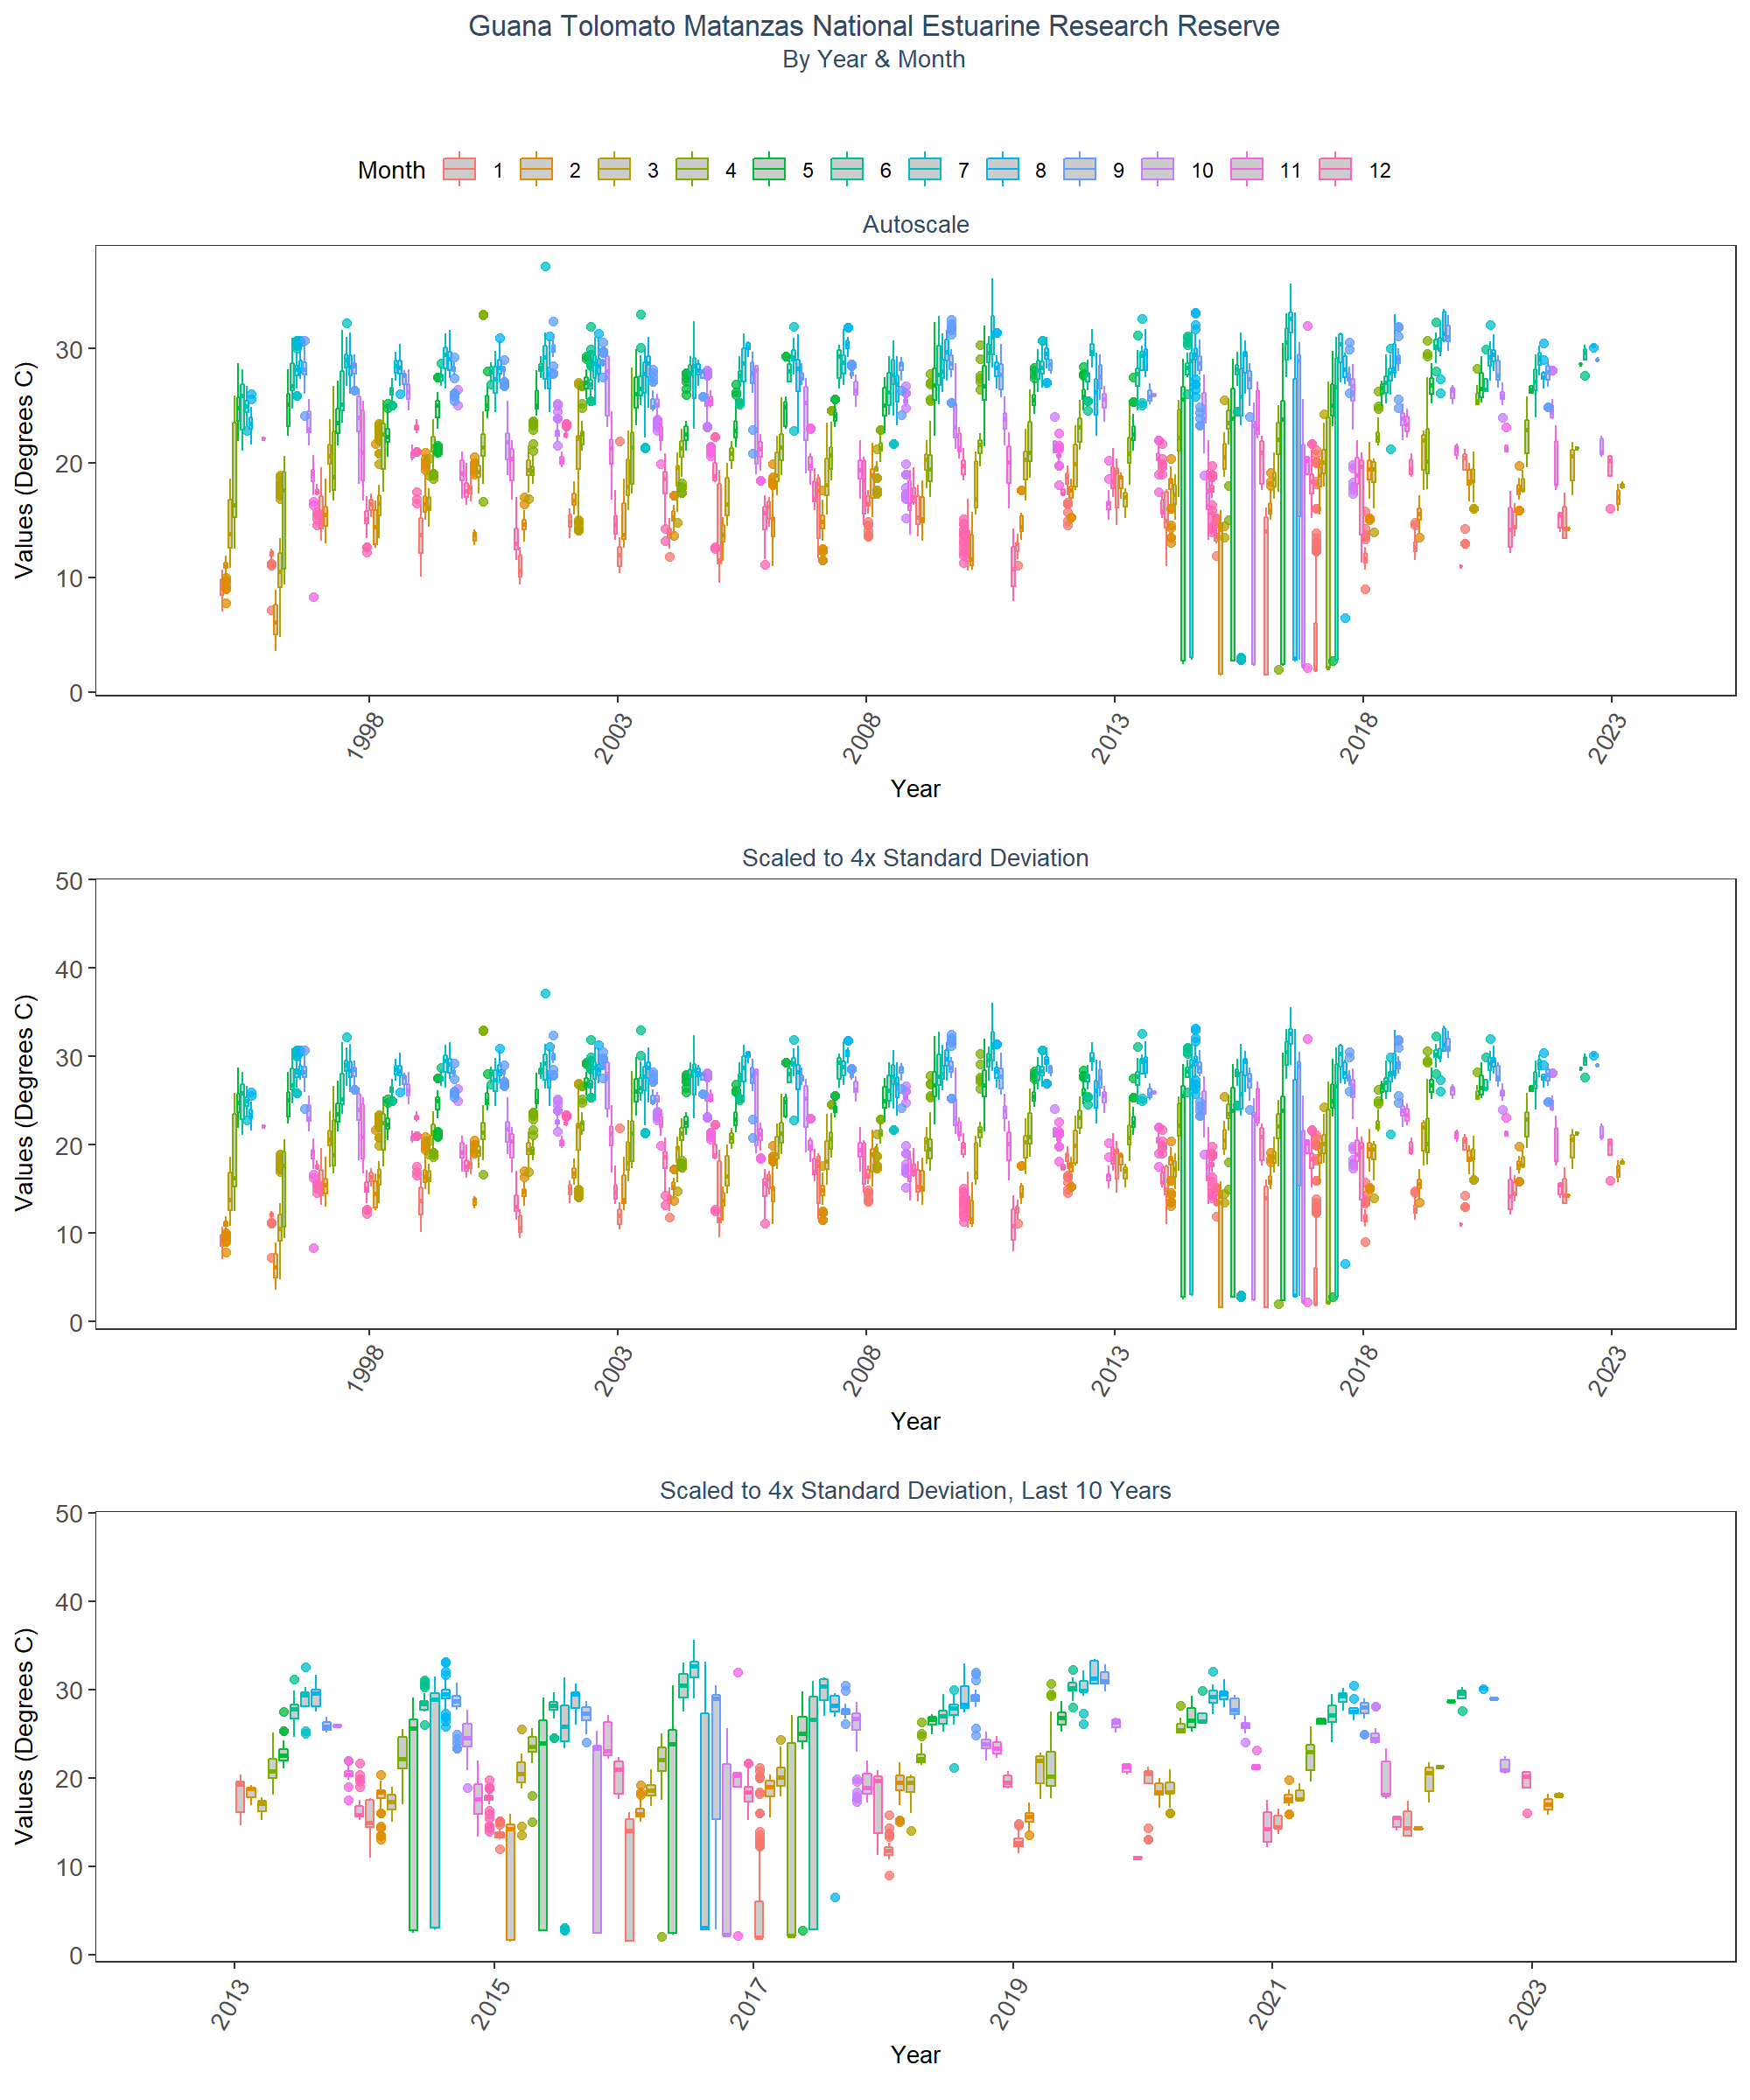 Guana Tolomato Matanzas National Estuarine Research Reserve
By Year & Month
Month 1 2 3 4 5 6 7 8 9 10 11 12
Autoscale
Values (Degrees C)
30
20
10
0
1998 2003 2008 2013 2018 2023
Year
Scaled to 4x Standard Deviation
Values (Degrees C)
50
40
30
20
10
0
1998 2003 2008 2013 2018 2023
Year
Scaled to 4x Standard Deviation, Last 10 Years
Values (Degrees C)
50
40
30
20
10
0
2013 2015 2017 2019 2021 2023
Year